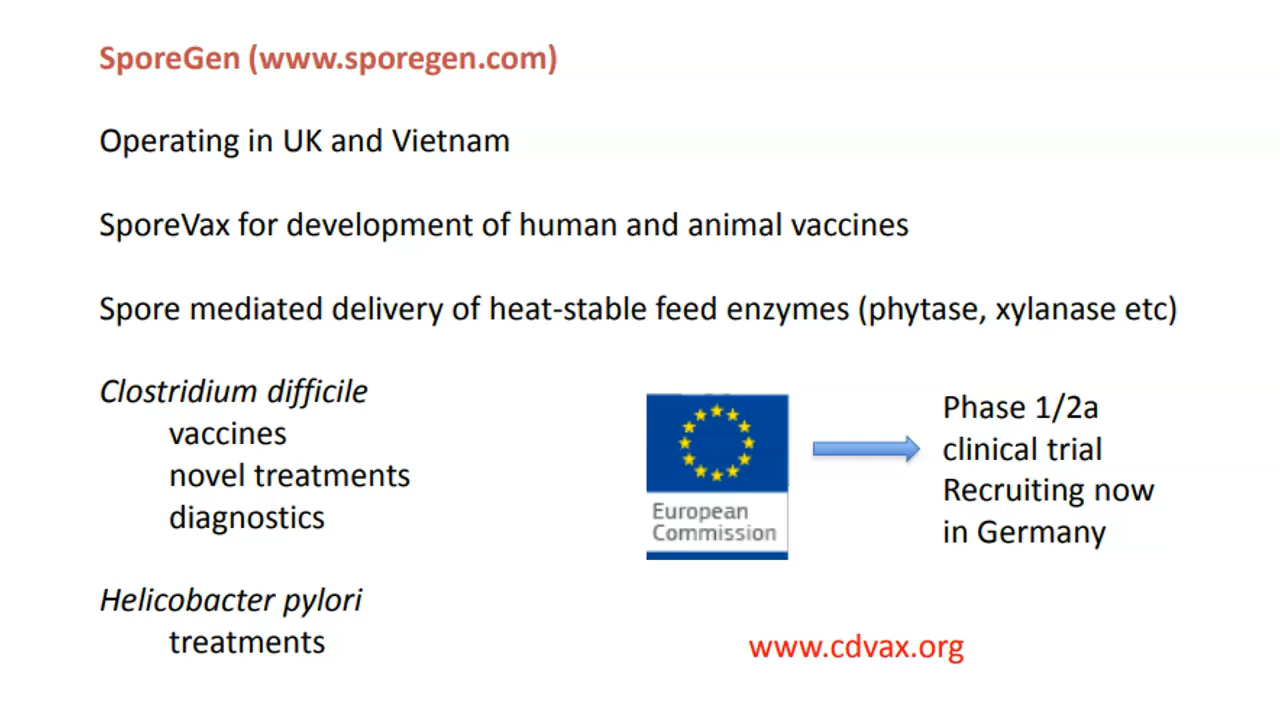 SporeGen (www.sporegen.com)
Operating in UK and Vietnam
SporeVax for development of human and animal vaccines
Spore mediated delivery of heat-stable feed enzymes (phytase, xylanase etc)
Clostridium difficile
vaccines
novel treatments
diagnostics
European
Commission
Phase 1/2a
clinical trial
Recruiting now
in Germany
Helicobacter pylori
treatments
www.cdvax.org